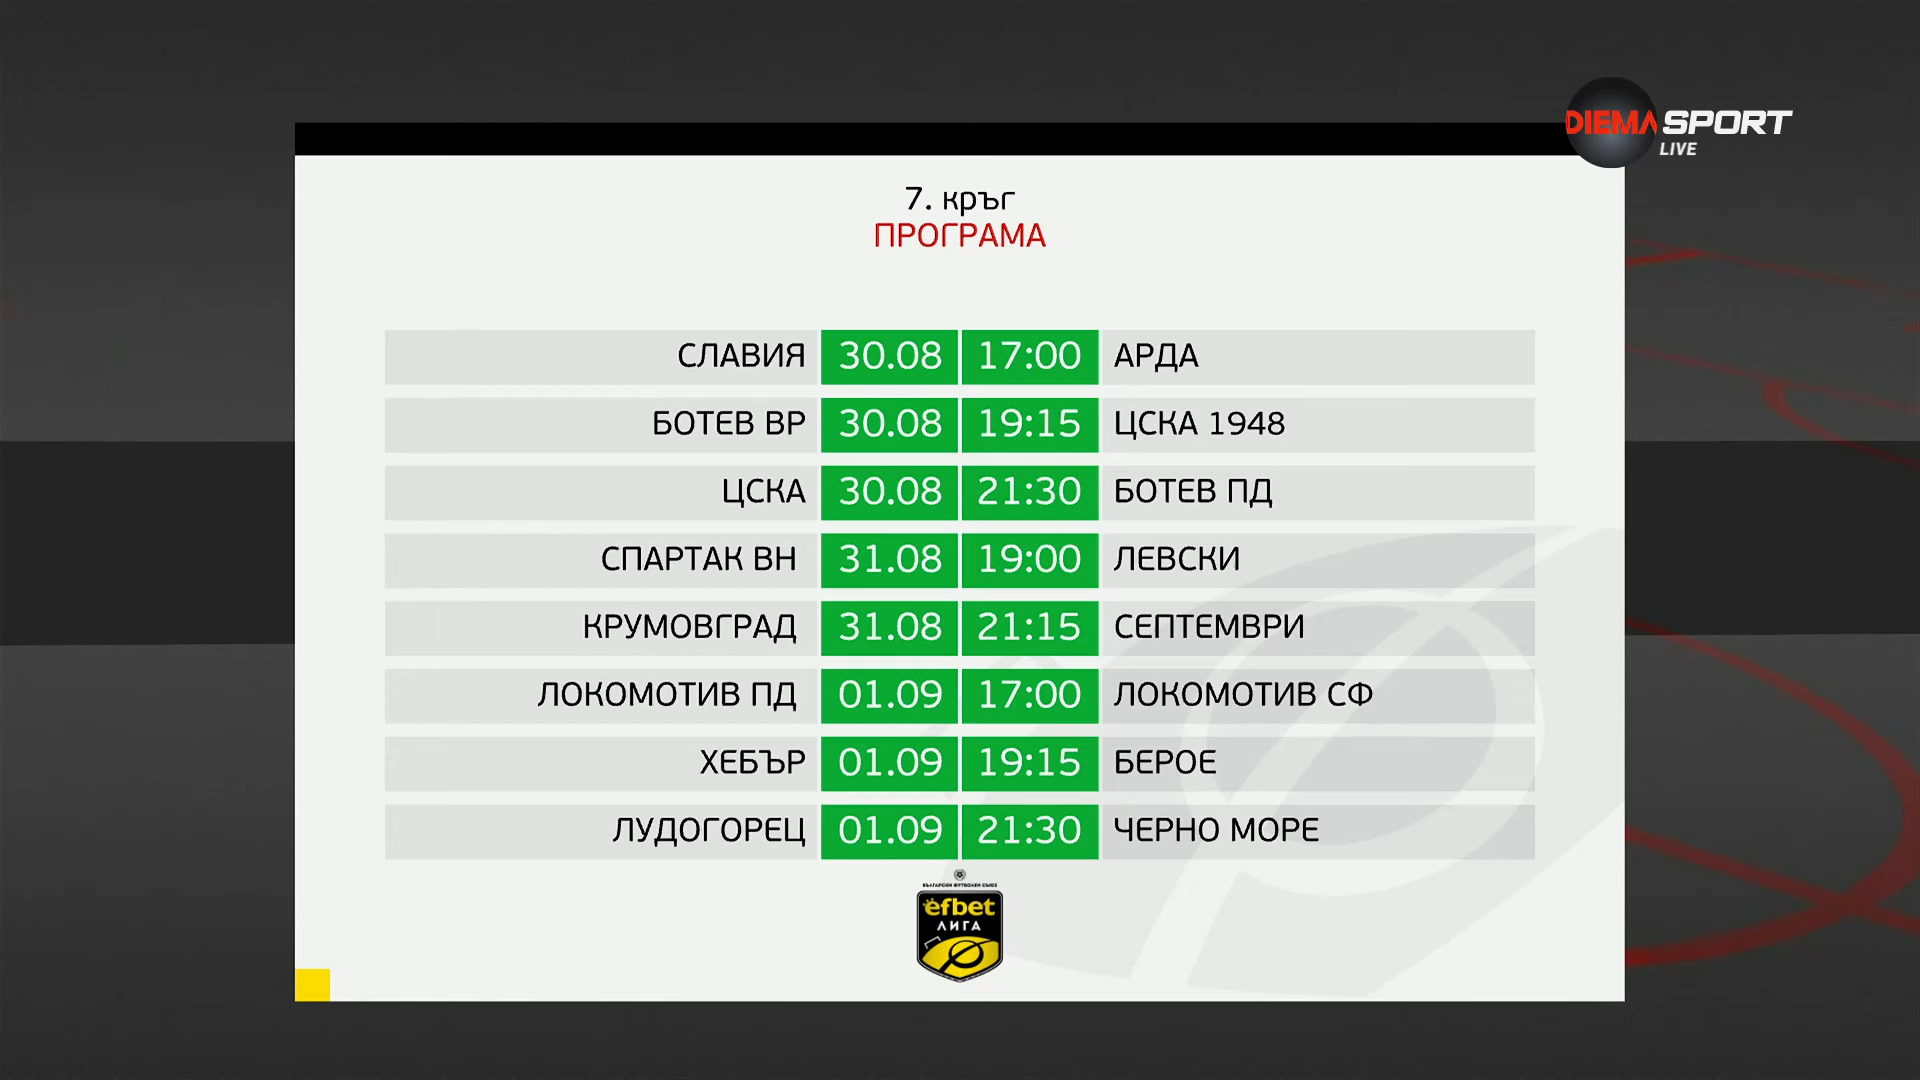 DIEMA SPORT
LIVE
7. кръг
ПРОГРАМА
СЛАВИЯ 30.08 17:00 АРДА
БОТЕВ ВР 30.08 19:15 ЦСКА 1948
ЦСКА 30.08 21:30 БОТЕВ ПД
СПАРТАК ВН 31.08 19:00 ЛЕВСКИ
КРУМОВГРАД 31.08 21:15 СЕПТЕМВРИ
ЛОКОМОТИВ ПД 01.09 17:00 ЛОКОМОТИВ СФ
ХЕБЪР 01.09 19:15 БЕРОЕ
ЛУДОГОРЕЦ 01.09 21:30 ЧЕРНО МОРЕ
БЪЛГАРСКИ ФУТБОЛЕН СЪЮЗ
efbet
ЛИГА